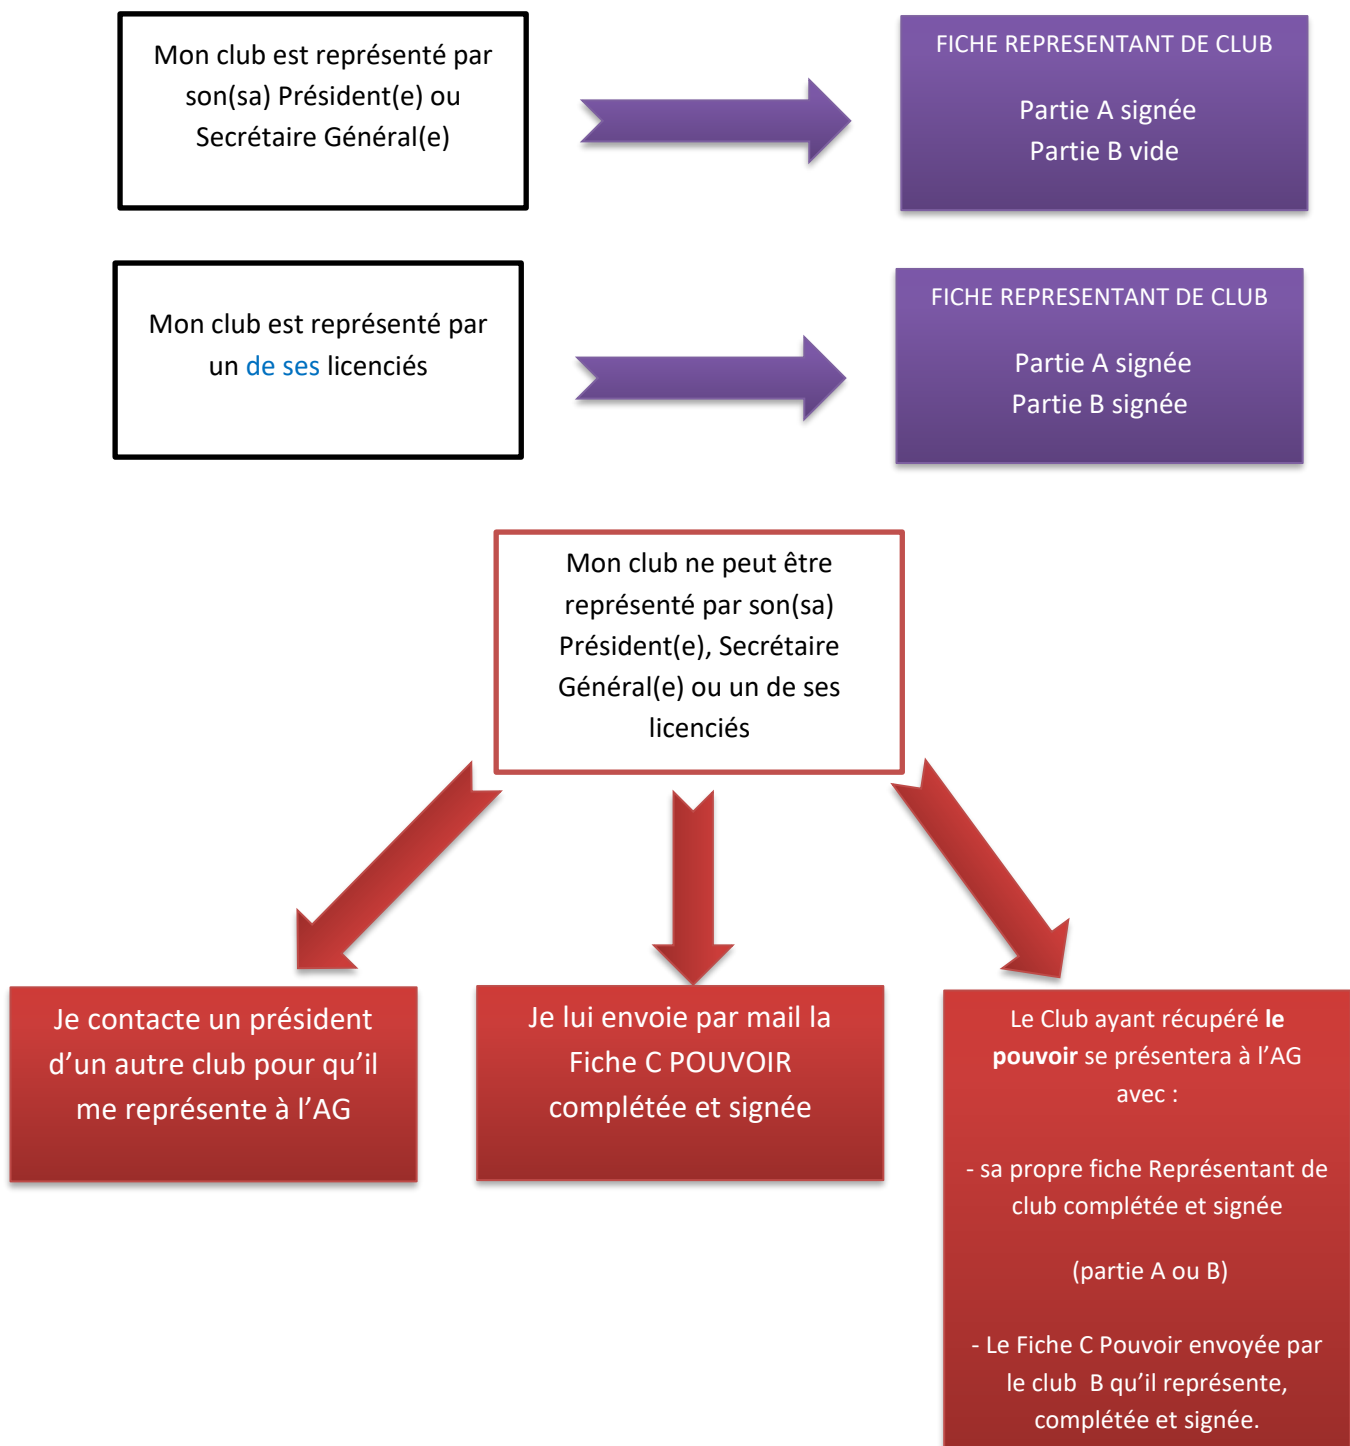 Mon club est représenté par
son(sa) Président(e) ou
Secrétaire Général(e)
FICHE REPRESENTANT DE CLUB
Partie A signée
Partie B vide
Mon club est représenté par
un de ses licenciés
FICHE REPRESENTANT DE CLUB
Partie A signée
Partie B signée
Mon club ne peut être
représenté par son(sa)
Président(e), Secrétaire
Général(e) ou un de ses
licenciés
Je contacte un président
d’un autre club pour qu’il
me représente à l’AG
Je lui envoie par mail la
Fiche C POUVOIR
complétée et signée
Le Club ayant récupéré le
pouvoir se présentera à l’AG
avec :
- sa propre fiche Représentant de
club complétée et signée
(partie A ou B)
- Le Fiche C Pouvoir envoyée par
le club  B qu’il représente,
complétée et signée.